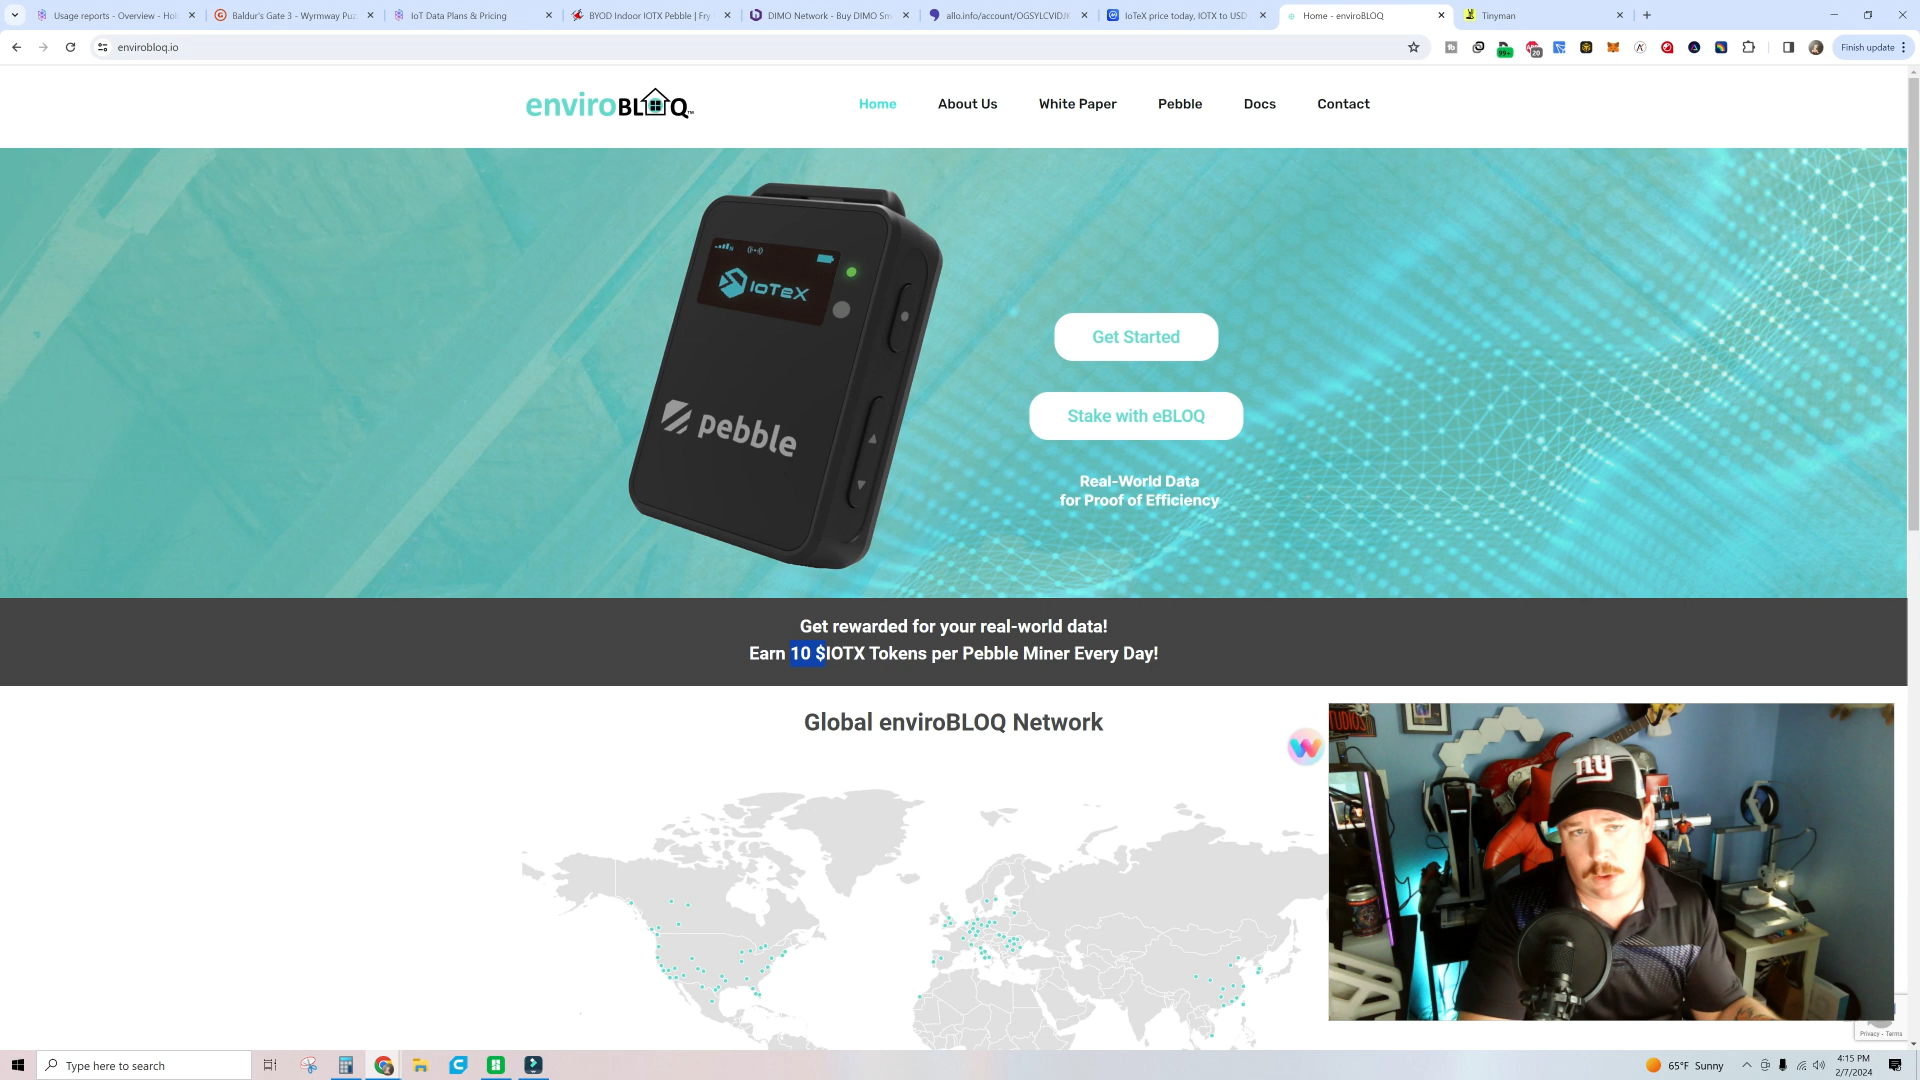 Usage reports - Overview - Hol
Baldur's Gate 3 - Wyrmway Puz
IoT Data Plans & Pricing
BYOD Indoor IOTX Pebble | Fry
DIMO Network - Buy DIMO Sm
allo.info/account/OGSYLCVIDJK
IoTeX price today, IOTX to USD
Home - enviroBLOQ
Tinyman
envirobloq.io
99+
20
Finish update
enviroBLOQ™
Home
About Us
White Paper
Pebble
Docs
Contact
IoTeX
pebble
Get Started
Stake with eBLOQ
Real-World Data
for Proof of Efficiency
Get rewarded for your real-world data!
Earn 10 $IOTX Tokens per Pebble Miner Every Day!
Global enviroBLOQ Network
TUDIOS
ny
Privacy - Terms
Type here to search
65°F Sunny
4:15 PM
2/7/2024